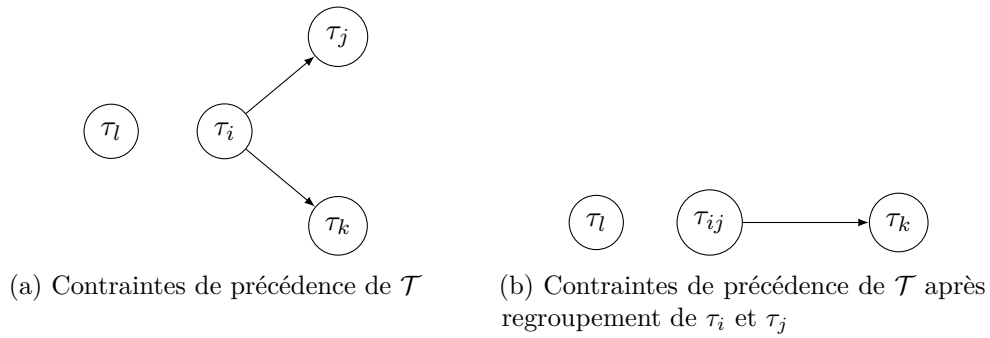 τ_j
τ_l τ_i
τ_k
(a) Contraintes de précédence de 𝒯
τ_l τ_ij τ_k
(b) Contraintes de précédence de 𝒯 après
regroupement de τ_i et τ_j